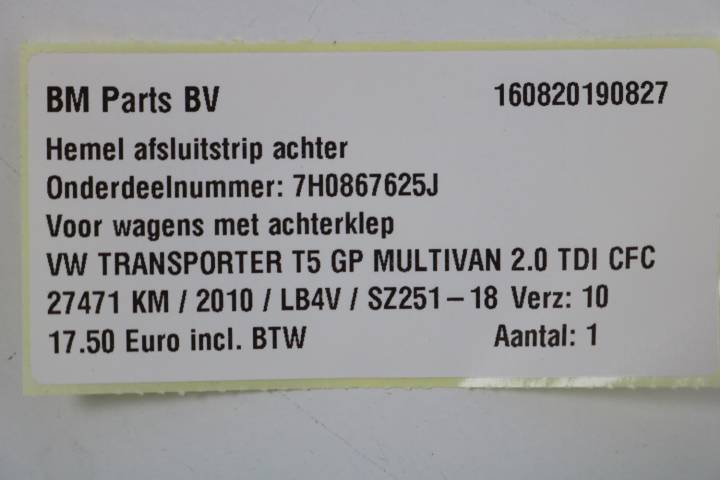 BM Parts BV 160820190827
Hemel afsluitstrip achter
Onderdeelnummer: 7H0867625J
Voor wagens met achterklep
VW TRANSPORTER T5 GP MULTIVAN 2.0 TDI CFC
27471 KM / 2010 / LB4V / SZ251-18 Verz: 10
17.50 Euro incl. BTW Aantal: 1